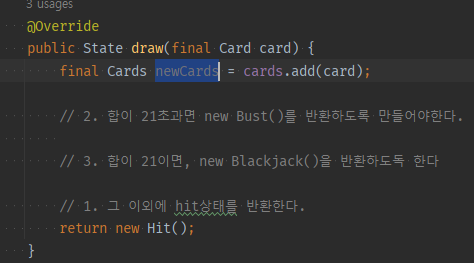 3 usages
@Override
public State draw(final Card card) {
final Cards newCards = cards.add(card);
// 2. 합이 21초과면 new Bust()를 반환하도록 만들어야한다.
// 3. 합이 21이면, new Blackjack()을 반환하도독 한다
// 1. 그 이외에 hit상태를 반환한다.
return new Hit();
}